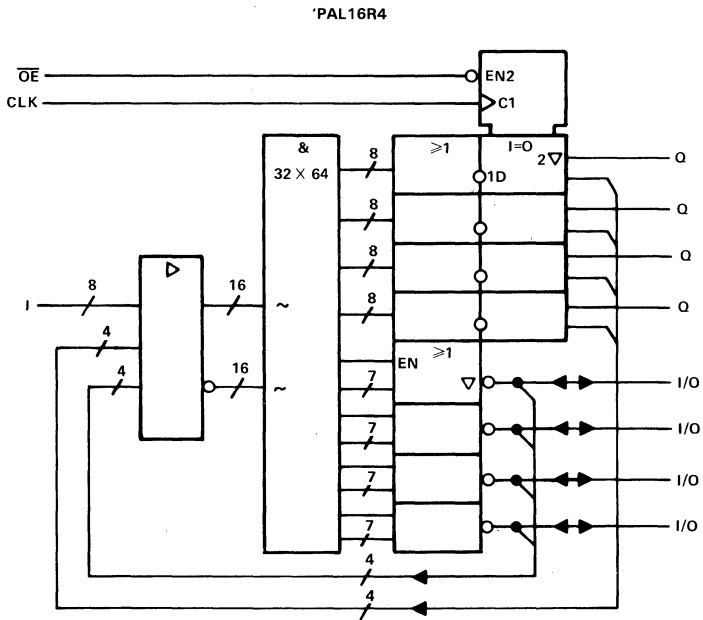 'PAL16R4
OE
EN2
CLK
C1
&
32 X 64
≥1
I=0
2▽
Q
8
1D
8
Q
8
Q
8
Q
▷
I
8
16
~
4
4
16
~
EN
≥1
7
▽
I/O
7
I/O
7
I/O
7
I/O
4
4